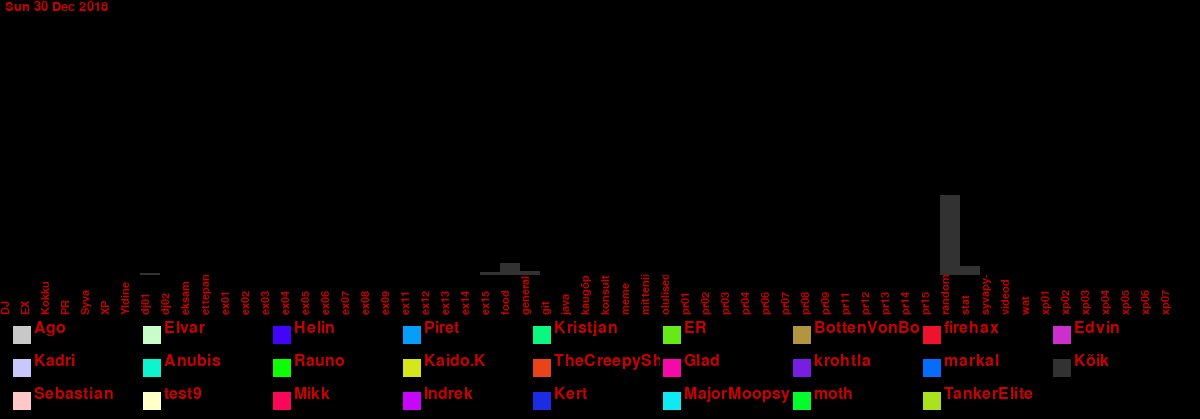 Sun 30 Dec 2018
DJ EX Kokku PR Syva XP Yldine dj01 dj02 eksam ettepan ex01 ex02 ex03 ex04 ex05 ex06 ex07 ex08 ex09 ex11 ex12 ex13 ex14 ex15 food general git java kaugõp konsult meme mittenii olulised pr01 pr02 pr03 pr04 pr06 pr07 pr08 pr09 pr11 pr12 pr13 pr14 pr15 random stat syvapy- videod wat xp01 xp02 xp03 xp04 xp05 xp06 xp07
Ago Elvar Helin Piret Kristjan ER BottenVonBo firehax Edvin
Kadri Anubis Rauno Kaido.K TheCreepySh Glad krohtla markal Kõik
Sebastian test9 Mikk Indrek Kert MajorMoopsy moth TankerElite